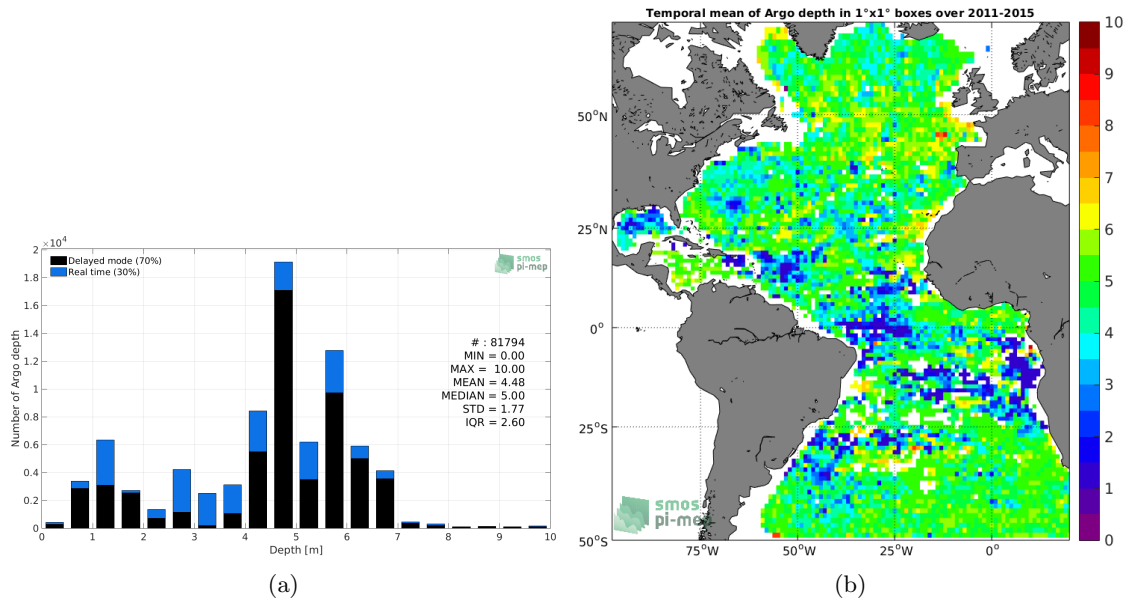 ×10⁴
2
1.8
1.6
1.4
1.2
1
0.8
0.6
0.4
0.2
0
Number of Argo depth
Delayed mode (70%)
Real time (30%)
smos
pi-mep
# : 81794
MIN = 0.00
MAX = 10.00
MEAN = 4.48
MEDIAN = 5.00
STD = 1.77
IQR = 2.60
0 1 2 3 4 5 6 7 8 9 10
Depth [m]
(a)
Temporal mean of Argo depth in 1°x1° boxes over 2011-2015
50°N
25°N
0°
25°S
50°S
75°W 50°W 25°W 0°
smos
pi-mep
10
9
8
7
6
5
4
3
2
1
0
(b)